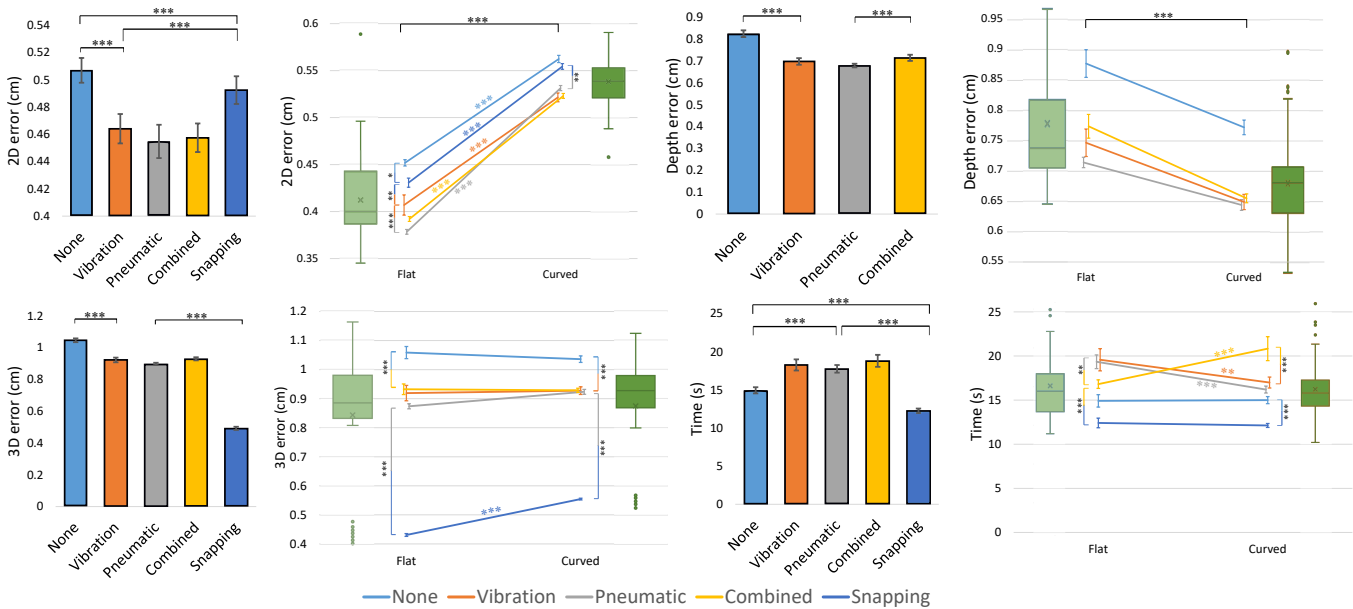 2D error (cm)
0.54
0.52
0.5
0.48
0.46
0.44
0.42
0.4
***
***
***
None
Vibration
Pneumatic
Combined
Snapping
2D error (cm)
0.6
0.55
0.5
0.45
0.4
0.35
***
***
***
***
***
***
**
*
**
***
Flat
Curved
Depth error (cm)
1
0.9
0.8
0.7
0.6
0.5
0.4
0.3
0.2
0.1
0
***
***
None
Vibration
Pneumatic
Combined
Depth error (cm)
0.95
0.9
0.85
0.8
0.75
0.7
0.65
0.6
0.55
***
Flat
Curved
3D error (cm)
1.2
1
0.8
0.6
0.4
0.2
0
***
***
None
Vibration
Pneumatic
Combined
Snapping
3D error (cm)
1.2
1.1
1
0.9
0.8
0.7
0.6
0.5
0.4
***
***
***
***
***
Flat
Curved
Time (s)
25
20
15
10
5
0
***
***
***
None
Vibration
Pneumatic
Combined
Snapping
Time (s)
25
20
15
10
5
0
**
***
***
**
***
***
***
Flat
Curved
None Vibration Pneumatic Combined Snapping